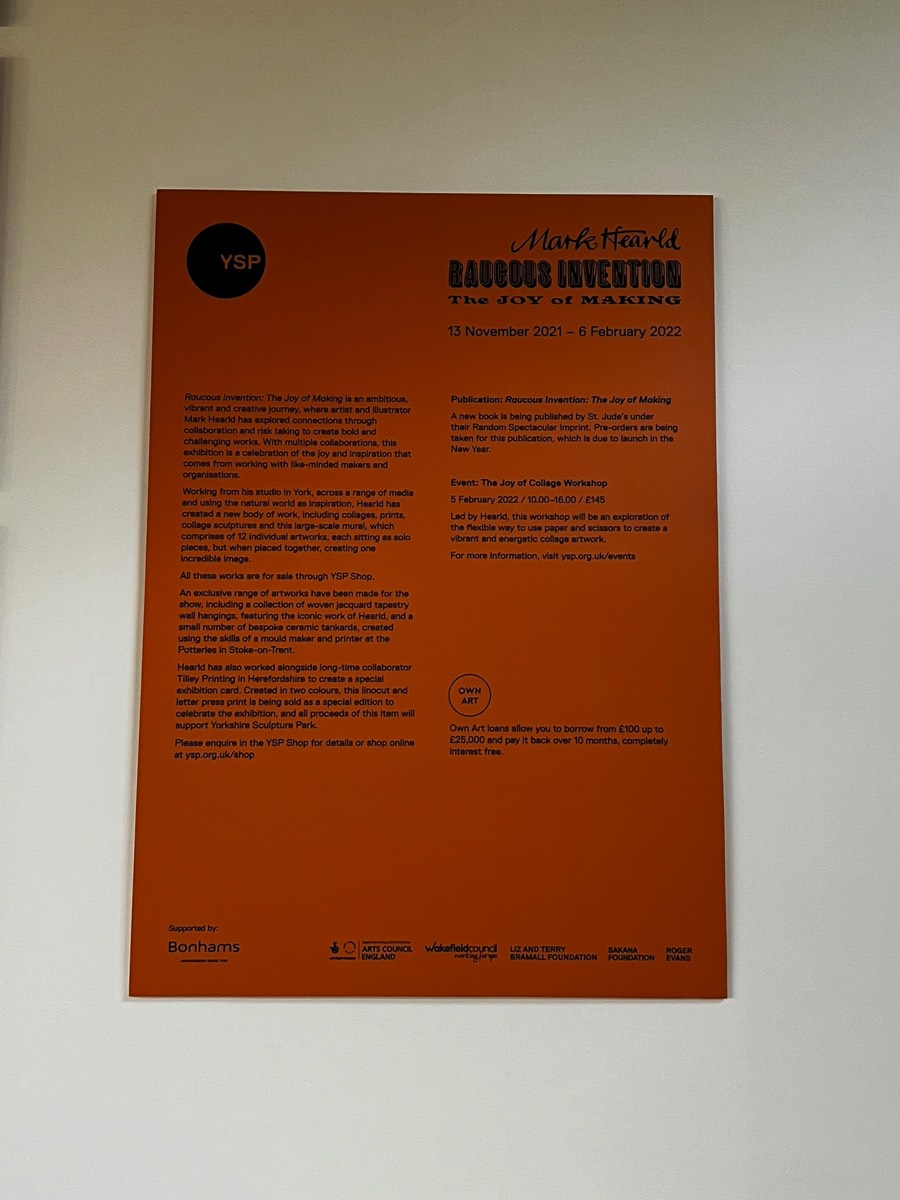 YSP
Mark Hearld
RAUCOUS INVENTION
The JOY of MAKING
13 November 2021 – 6 February 2022
Raucous Invention: The Joy of Making is an ambitious,
vibrant and creative journey, where artist and illustrator
Mark Hearld has explored connections through
collaboration and risk taking to create bold and
challenging works. With multiple collaborations, this
exhibition is a celebration of the joy and inspiration that
comes from working with like-minded makers and
organisations.
Working from his studio in York, across a range of media
and using the natural world as inspiration, Hearld has
created a new body of work, including collages, prints,
collage sculptures and this large-scale mural, which
comprises of 12 individual artworks, each sitting as solo
pieces, but when placed together, creating one
incredible image.
All these works are for sale through YSP Shop.
An exclusive range of artworks have been made for the
show, including a collection of woven jacquard tapestry
wall hangings, featuring the iconic work of Hearld, and a
small number of bespoke ceramic tankards, created
using the skills of a mould maker and printer at the
Potteries in Stoke-on-Trent.
Hearld has also worked alongside long-time collaborator
Tilley Printing in Herefordshire to create a special
exhibition card. Created in two colours, this linocut and
letter press print is being sold as a special edition to
celebrate the exhibition, and all proceeds of this item will
support Yorkshire Sculpture Park.
Please enquire in the YSP Shop for details or shop online
at ysp.org.uk/shop
Publication: Raucous Invention: The Joy of Making
A new book is being published by St. Jude's under
their Random Spectacular Imprint. Pre-orders are being
taken for this publication, which is due to launch in the
New Year.
Event: The Joy of Collage Workshop
5 February 2022 / 10.00–16.00 / £145
Led by Hearld, this workshop will be an exploration of
the flexible way to use paper and scissors to create a
vibrant and energetic collage artwork.
For more information, visit ysp.org.uk/events
OWN
ART
Own Art loans allow you to borrow from £100 up to
£25,000 and pay it back over 10 months, completely
interest free.
Supported by:
Bonhams
ARTS COUNCIL
ENGLAND
wakefieldcouncil
working for you
LIZ AND TERRY
BRAMALL FOUNDATION
SAKANA
FOUNDATION
ROGER
EVANS